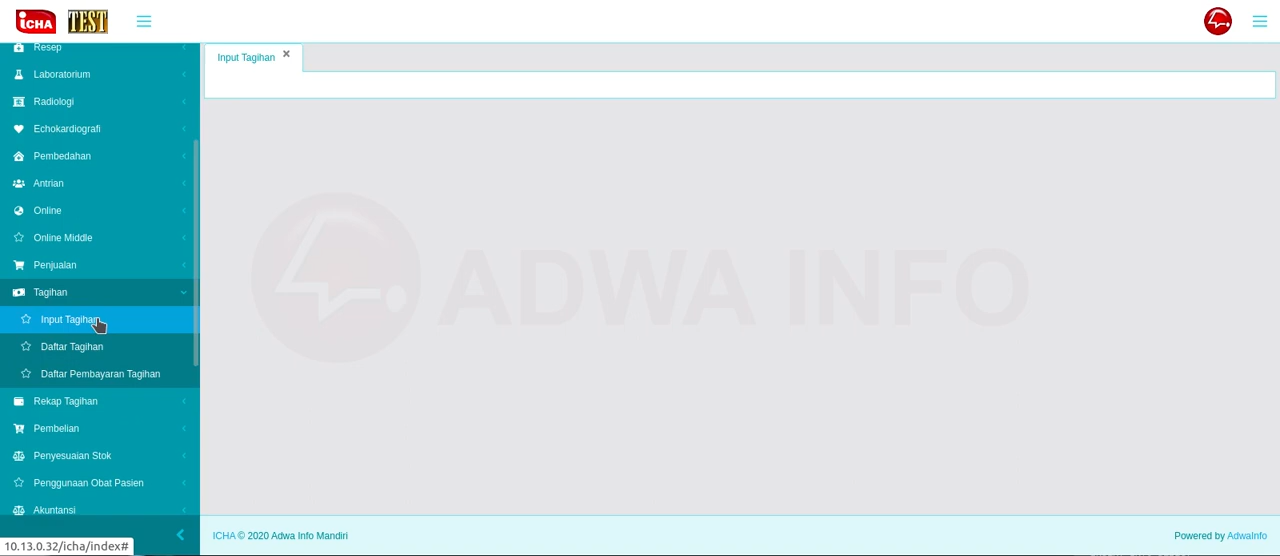 iCHA TEST
Input Tagihan
Resep
Laboratorium
Radiologi
Echokardiografi
Pembedahan
Antrian
Online
Online Middle
Penjualan
Tagihan
Input Tagihan
Daftar Tagihan
Daftar Pembayaran Tagihan
Rekap Tagihan
Pembelian
Penyesuaian Stok
Penggunaan Obat Pasien
Akuntansi
ADWA INFO
ICHA © 2020 Adwa Info Mandiri
Powered by AdwaInfo
10.13.0.32/icha/index#